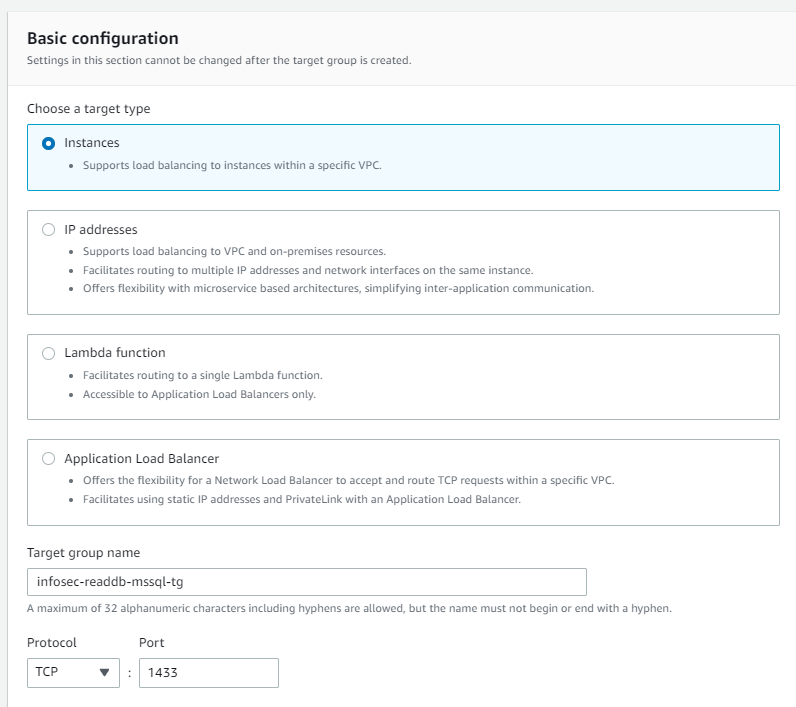 Basic configuration
Settings in this section cannot be changed after the target group is created.
Choose a target type
Instances
• Supports load balancing to instances within a specific VPC.
IP addresses
• Supports load balancing to VPC and on-premises resources.
• Facilitates routing to multiple IP addresses and network interfaces on the same instance.
• Offers flexibility with microservice based architectures, simplifying inter-application communication.
Lambda function
• Facilitates routing to a single Lambda function.
• Accessible to Application Load Balancers only.
Application Load Balancer
• Offers the flexibility for a Network Load Balancer to accept and route TCP requests within a specific VPC.
• Facilitates using static IP addresses and PrivateLink with an Application Load Balancer.
Target group name
infosec-readdb-mssql-tg
A maximum of 32 alphanumeric characters including hyphens are allowed, but the name must not begin or end with a hyphen.
Protocol Port
TCP : 1433